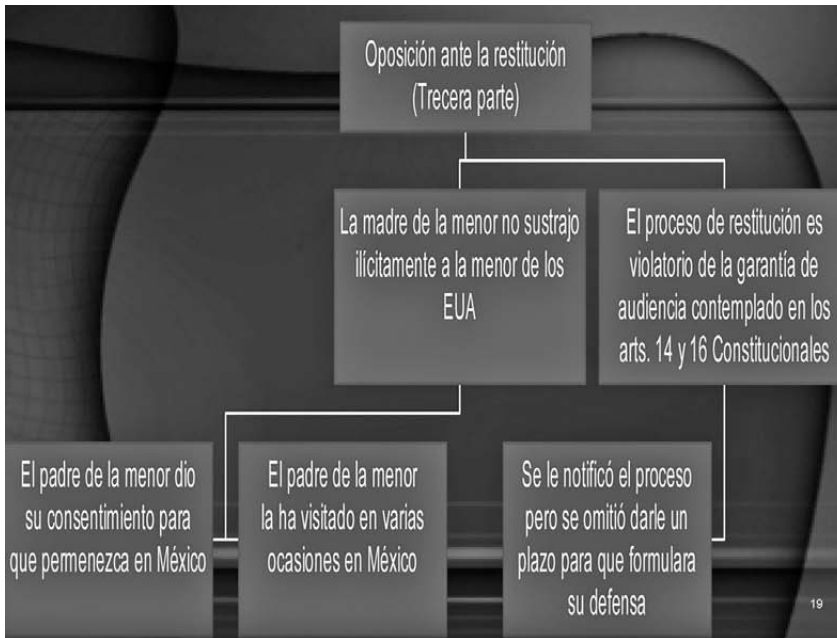 Oposición ante la restitución
(Trecera parte)
La madre de la menor no sustrajo
ilícitamente a la menor de los
EUA
El proceso de restitución es
violatorio de la garantía de
audiencia contemplado en los
arts. 14 y 16 Constitucionales
El padre de la menor dio
su consentimiento para
que permenezca en México
El padre de la menor
la ha visitado en varias
ocasiones en México
Se le notificó el proceso
pero se omitió darle un
plazo para que formulara
su defensa
19